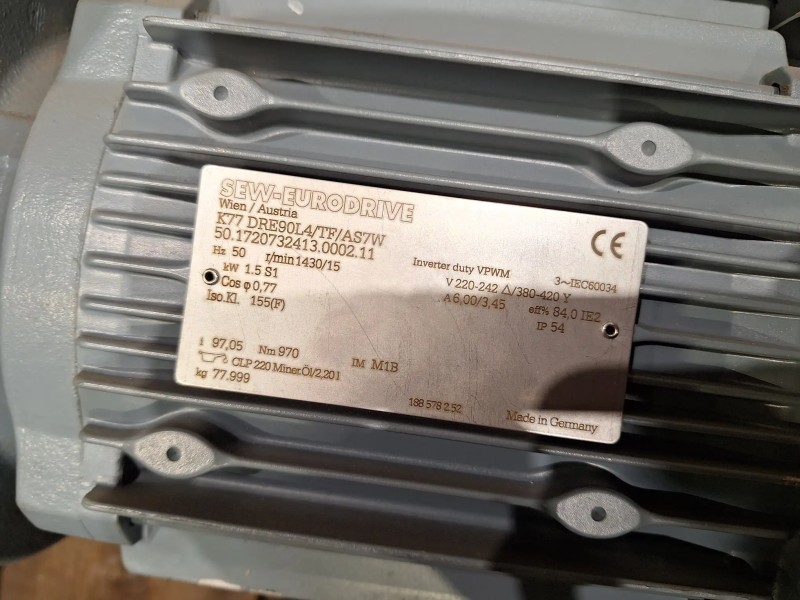 SEW-EURODRIVE
Wien / Austria
K77 DRE90L4/TF/AS7W
50.1720732413.0002.11
Hz 50 r/min 1430/15
kW 1.5 S1
Cos φ 0,77
Iso.Kl. 155(F)
Inverter duty VPWM 3~IEC60034
V 220-242 Δ/380-420 Y
A 6,00/3,45 eff% 84,0 IE2
IP 54
CE
i 97,05 Nm 970 IM M1B
CLP 220 Miner.Öl/2,20 l
kg 77.999
188 578 2.52
Made in Germany